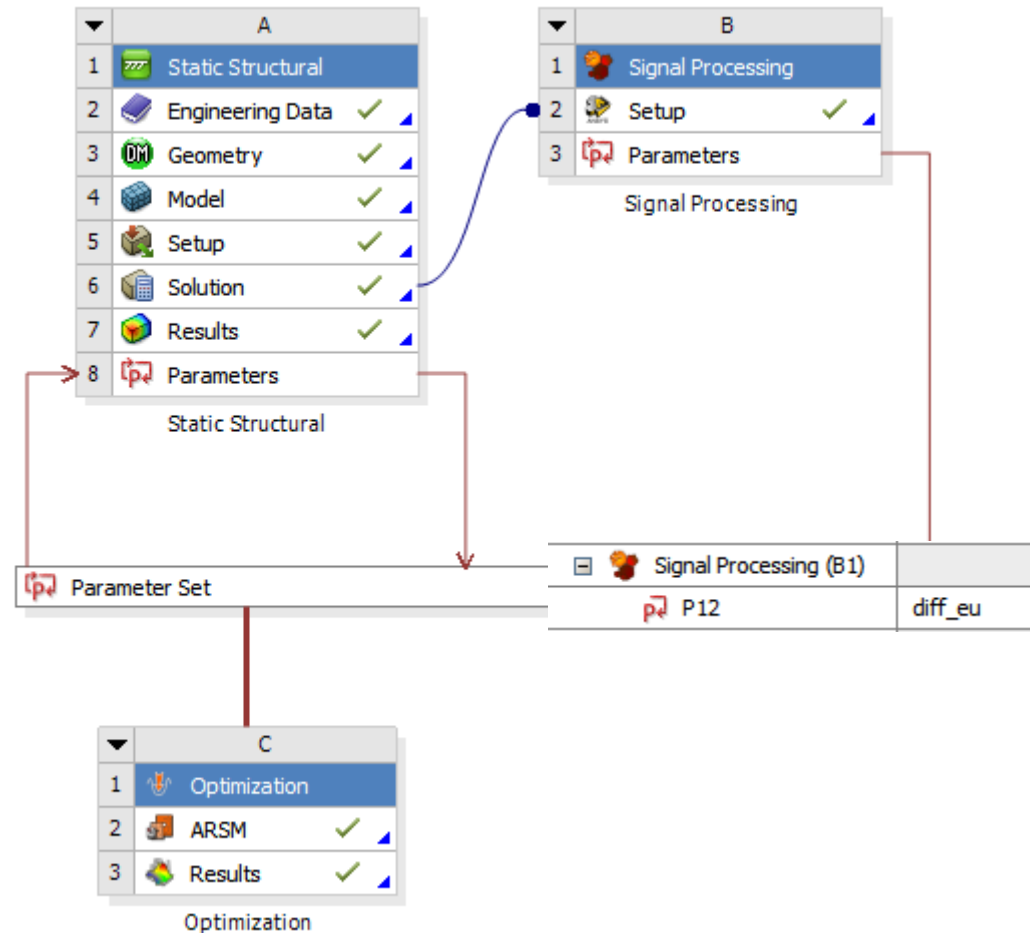 A
1 Static Structural
2 Engineering Data
3 DM Geometry
4 Model
5 Setup
6 Solution
7 Results
8 Parameters
Static Structural
B
1 Signal Processing
2 Setup
3 Parameters
Signal Processing
Parameter Set
Signal Processing (B1)
P12 diff_eu
C
1 Optimization
2 ARSM
3 Results
Optimization